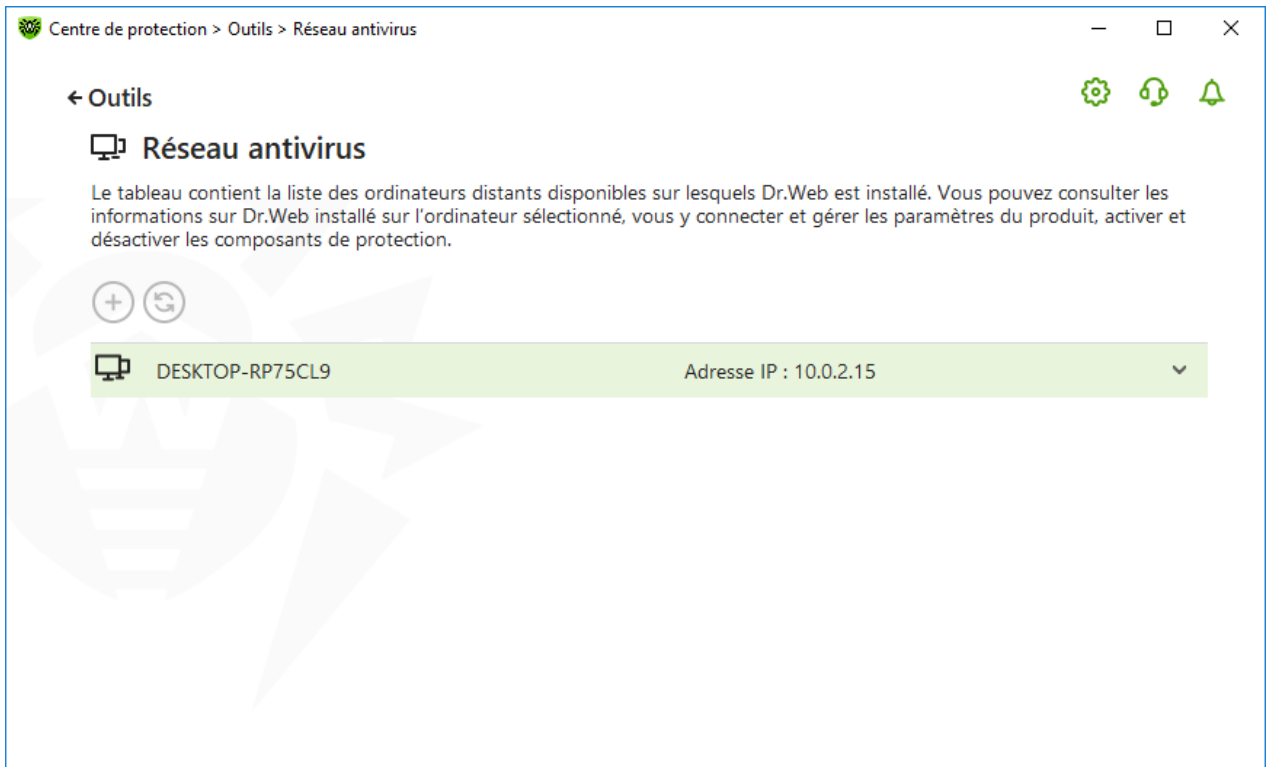 Centre de protection > Outils > Réseau antivirus
Outils
Réseau antivirus
Le tableau contient la liste des ordinateurs distants disponibles sur lesquels Dr.Web est installé. Vous pouvez consulter les
informations sur Dr.Web installé sur l'ordinateur sélectionné, vous y connecter et gérer les paramètres du produit, activer et
désactiver les composants de protection.
DESKTOP-RP75CL9 Adresse IP : 10.0.2.15